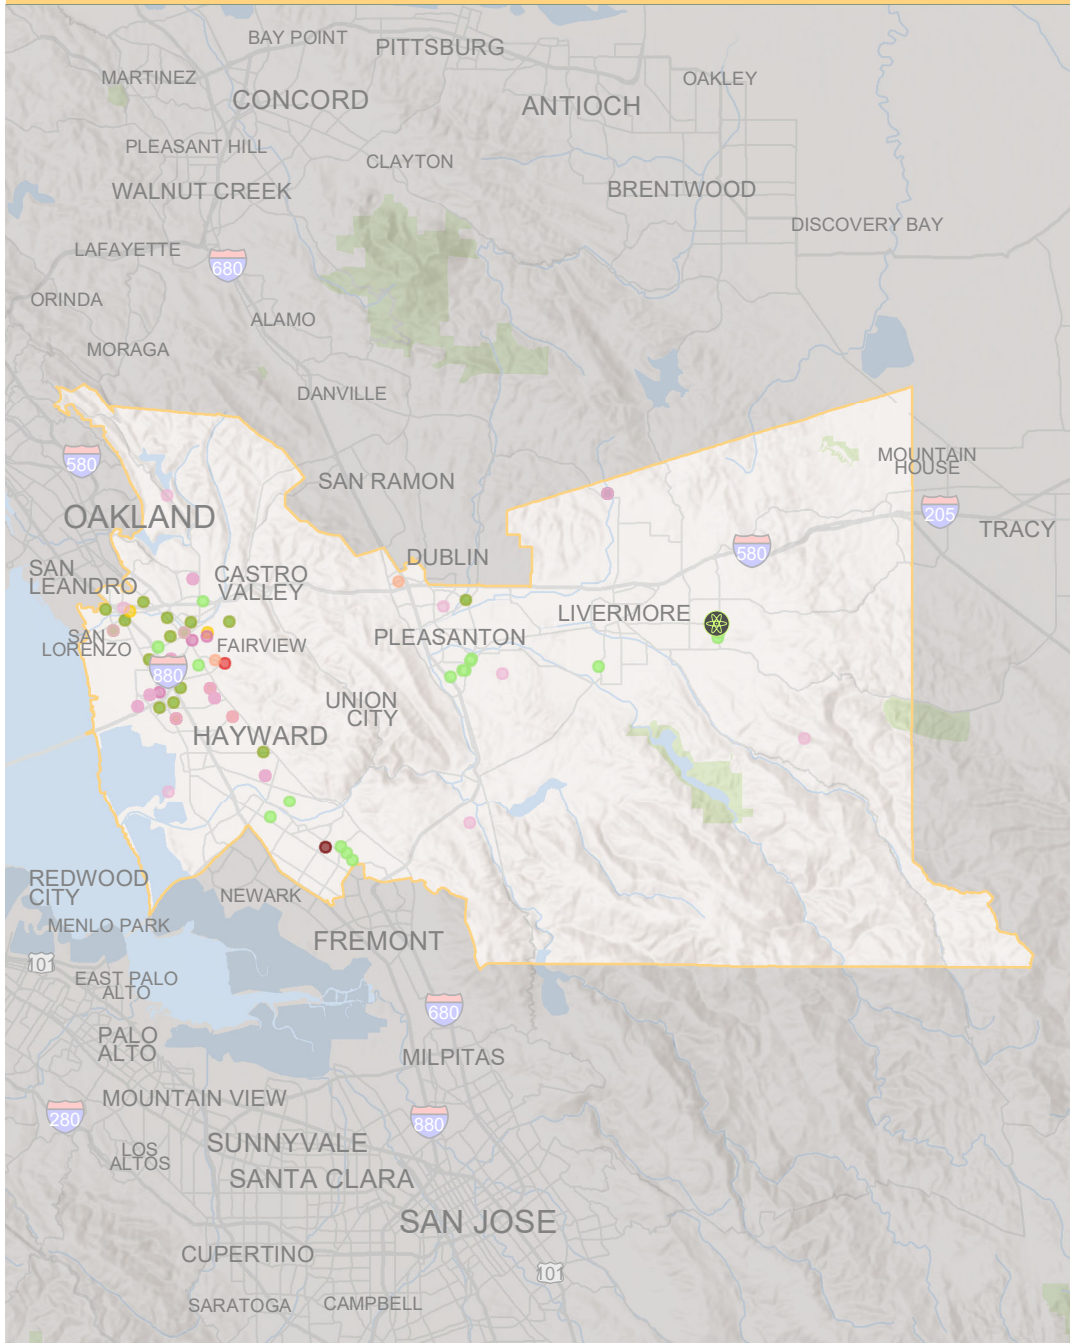 BAY POINT
PITTSBURG
MARTINEZ
OAKLEY
CONCORD
ANTIOCH
PLEASANT HILL
CLAYTON
WALNUT CREEK
BRENTWOOD
DISCOVERY BAY
LAFAYETTE
680
ORINDA
ALAMO
MORAGA
DANVILLE
580
MOUNTAIN
HOUSE
SAN RAMON
205
OAKLAND
TRACY
580
DUBLIN
SAN
LEANDRO
CASTRO
VALLEY
LIVERMORE
PLEASANTON
SAN
LORENZO
FAIRVIEW
880
UNION
CITY
HAYWARD
REDWOOD
CITY
NEWARK
MENLO PARK
FREMONT
101
EAST PALO
ALTO
680
PALO
ALTO
MILPITAS
MOUNTAIN VIEW
280
880
SUNNYVALE
LOS
ALTOS
SANTA CLARA
SAN JOSE
CUPERTINO
101
SARATOGA
CAMPBELL